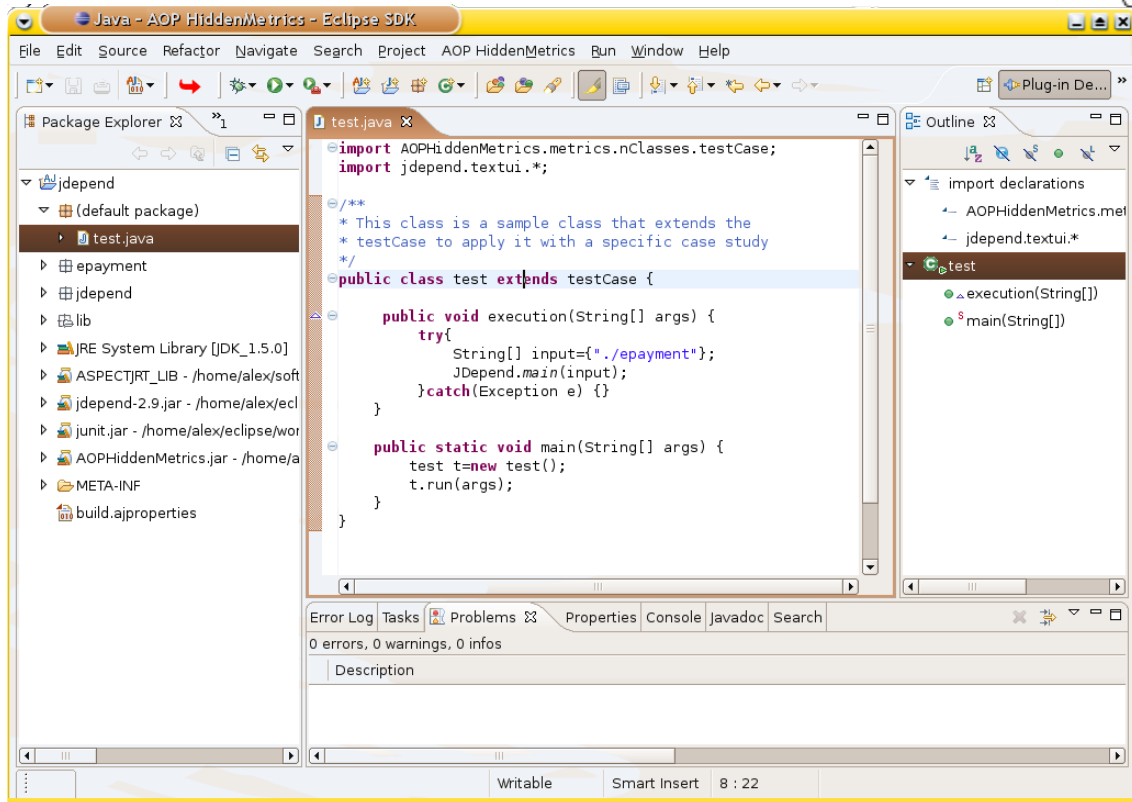 Java - AOP HiddenMetrics - Eclipse SDK
File Edit Source Refactor Navigate Search Project AOP HiddenMetrics Run Window Help
Plug-in De... »
Package Explorer »1
test.java
Outline
jdepend
(default package)
test.java
epayment
jdepend
lib
JRE System Library [JDK_1.5.0]
ASPECTJRT_LIB - /home/alex/soft
jdepend-2.9.jar - /home/alex/ecl
junit.jar - /home/alex/eclipse/wor
AOPHiddenMetrics.jar - /home/a
META-INF
build.ajproperties
import AOPHiddenMetrics.metrics.nClasses.testCase;
import jdepend.textui.*;
/**
* This class is a sample class that extends the
* testCase to apply it with a specific case study
*/
public class test extends testCase {
public void execution(String[] args) {
try{
String[] input={"./epayment"};
JDepend.main(input);
}catch(Exception e) {}
}
public static void main(String[] args) {
test t=new test();
t.run(args);
}
}
import declarations
AOPHiddenMetrics.met
jdepend.textui.*
test
execution(String[])
main(String[])
Error Log Tasks Problems Properties Console Javadoc Search
0 errors, 0 warnings, 0 infos
Description
Writable Smart Insert 8 : 22